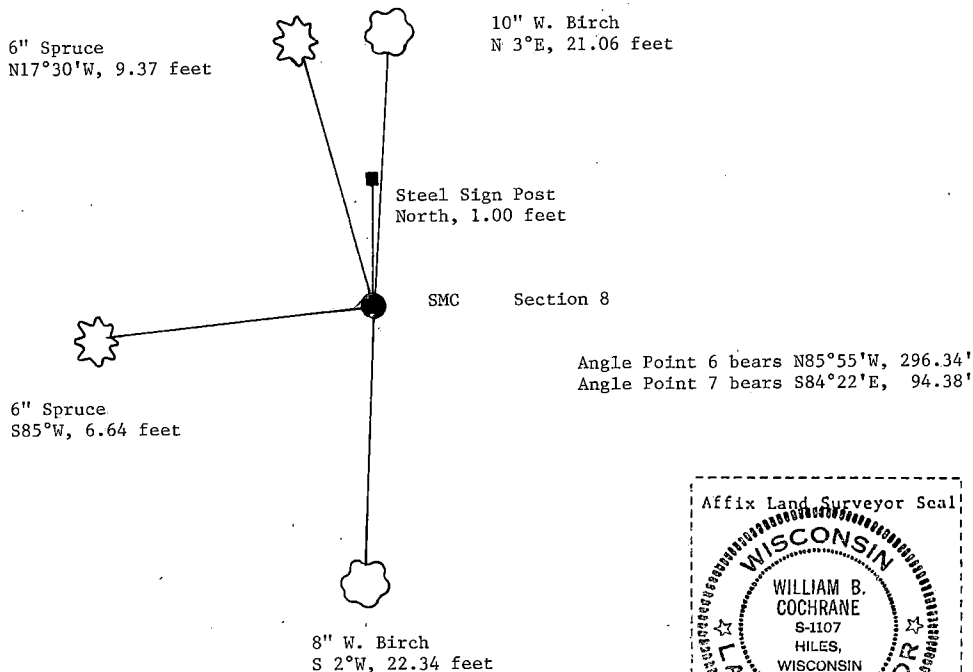 10" W. Birch
N 3°E, 21.06 feet
6" Spruce
N17°30'W, 9.37 feet
Steel Sign Post
North, 1.00 feet
SMC Section 8
Angle Point 6 bears N85°55'W, 296.34'
Angle Point 7 bears S84°22'E, 94.38'
6" Spruce
S85°W, 6.64 feet
8" W. Birch
S 2°W, 22.34 feet
Affix Land Surveyor Seal
WISCONSIN
WILLIAM B.
COCHRANE
S-1107
HILES,
WISCONSIN